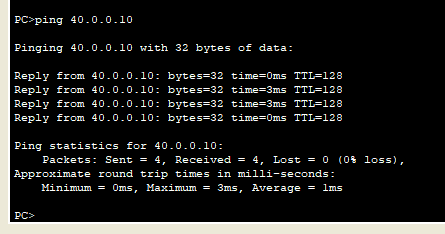 PC>ping 40.0.0.10
Pinging 40.0.0.10 with 32 bytes of data:
Reply from 40.0.0.10: bytes=32 time=0ms TTL=128
Reply from 40.0.0.10: bytes=32 time=3ms TTL=128
Reply from 40.0.0.10: bytes=32 time=3ms TTL=128
Reply from 40.0.0.10: bytes=32 time=0ms TTL=128
Ping statistics for 40.0.0.10:
Packets: Sent = 4, Received = 4, Lost = 0 (0% loss),
Approximate round trip times in milli-seconds:
Minimum = 0ms, Maximum = 3ms, Average = 1ms
PC>